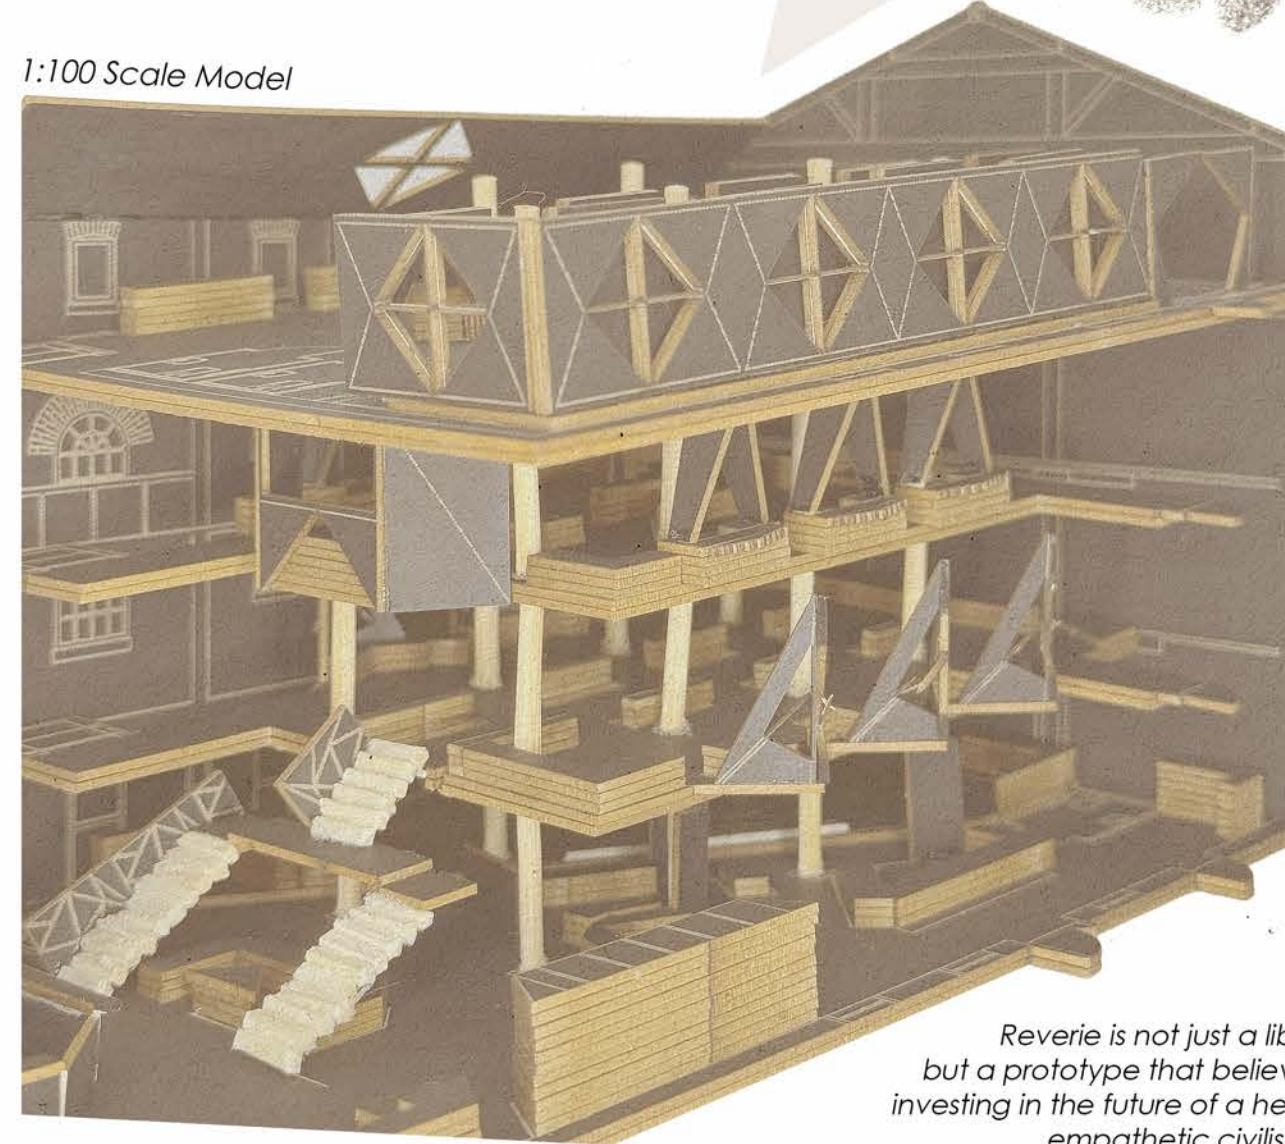 1:100 Scale Model
Reverie is not just a
but a prototype that
investing in the future of a
empathetic